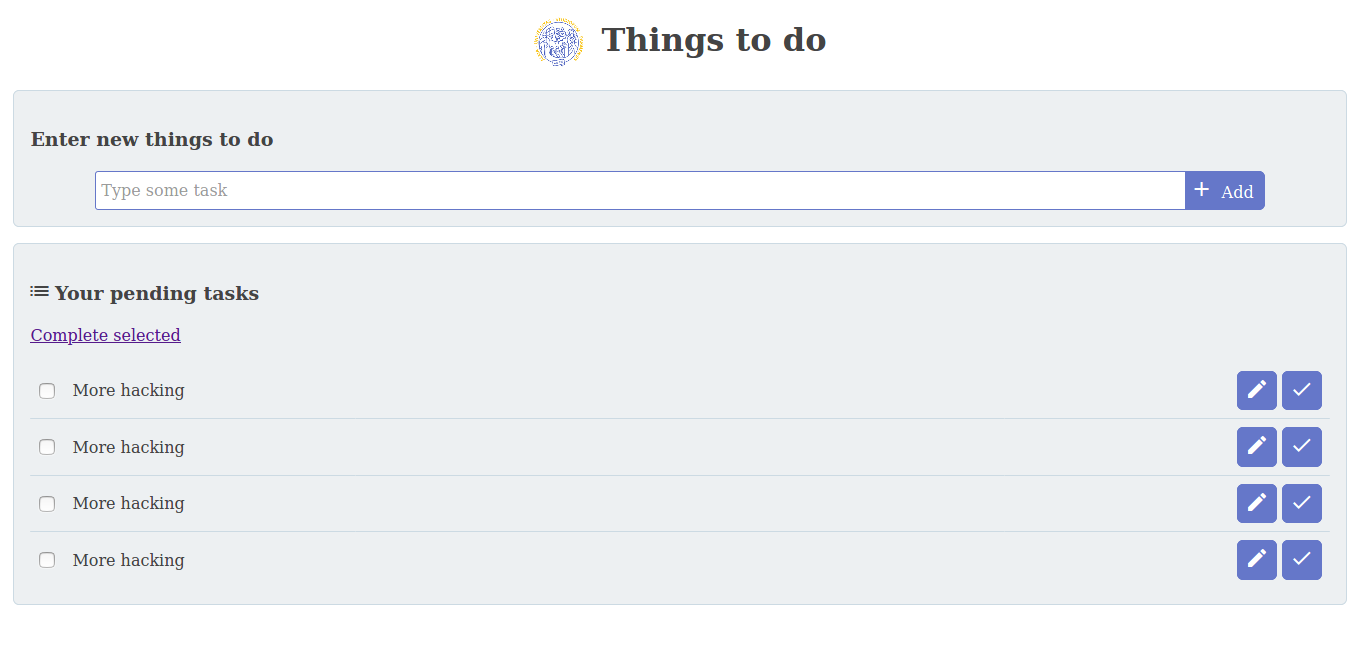 Things to do
Enter new things to do
Type some task
Add
Your pending tasks
Complete selected
More hacking
More hacking
More hacking
More hacking